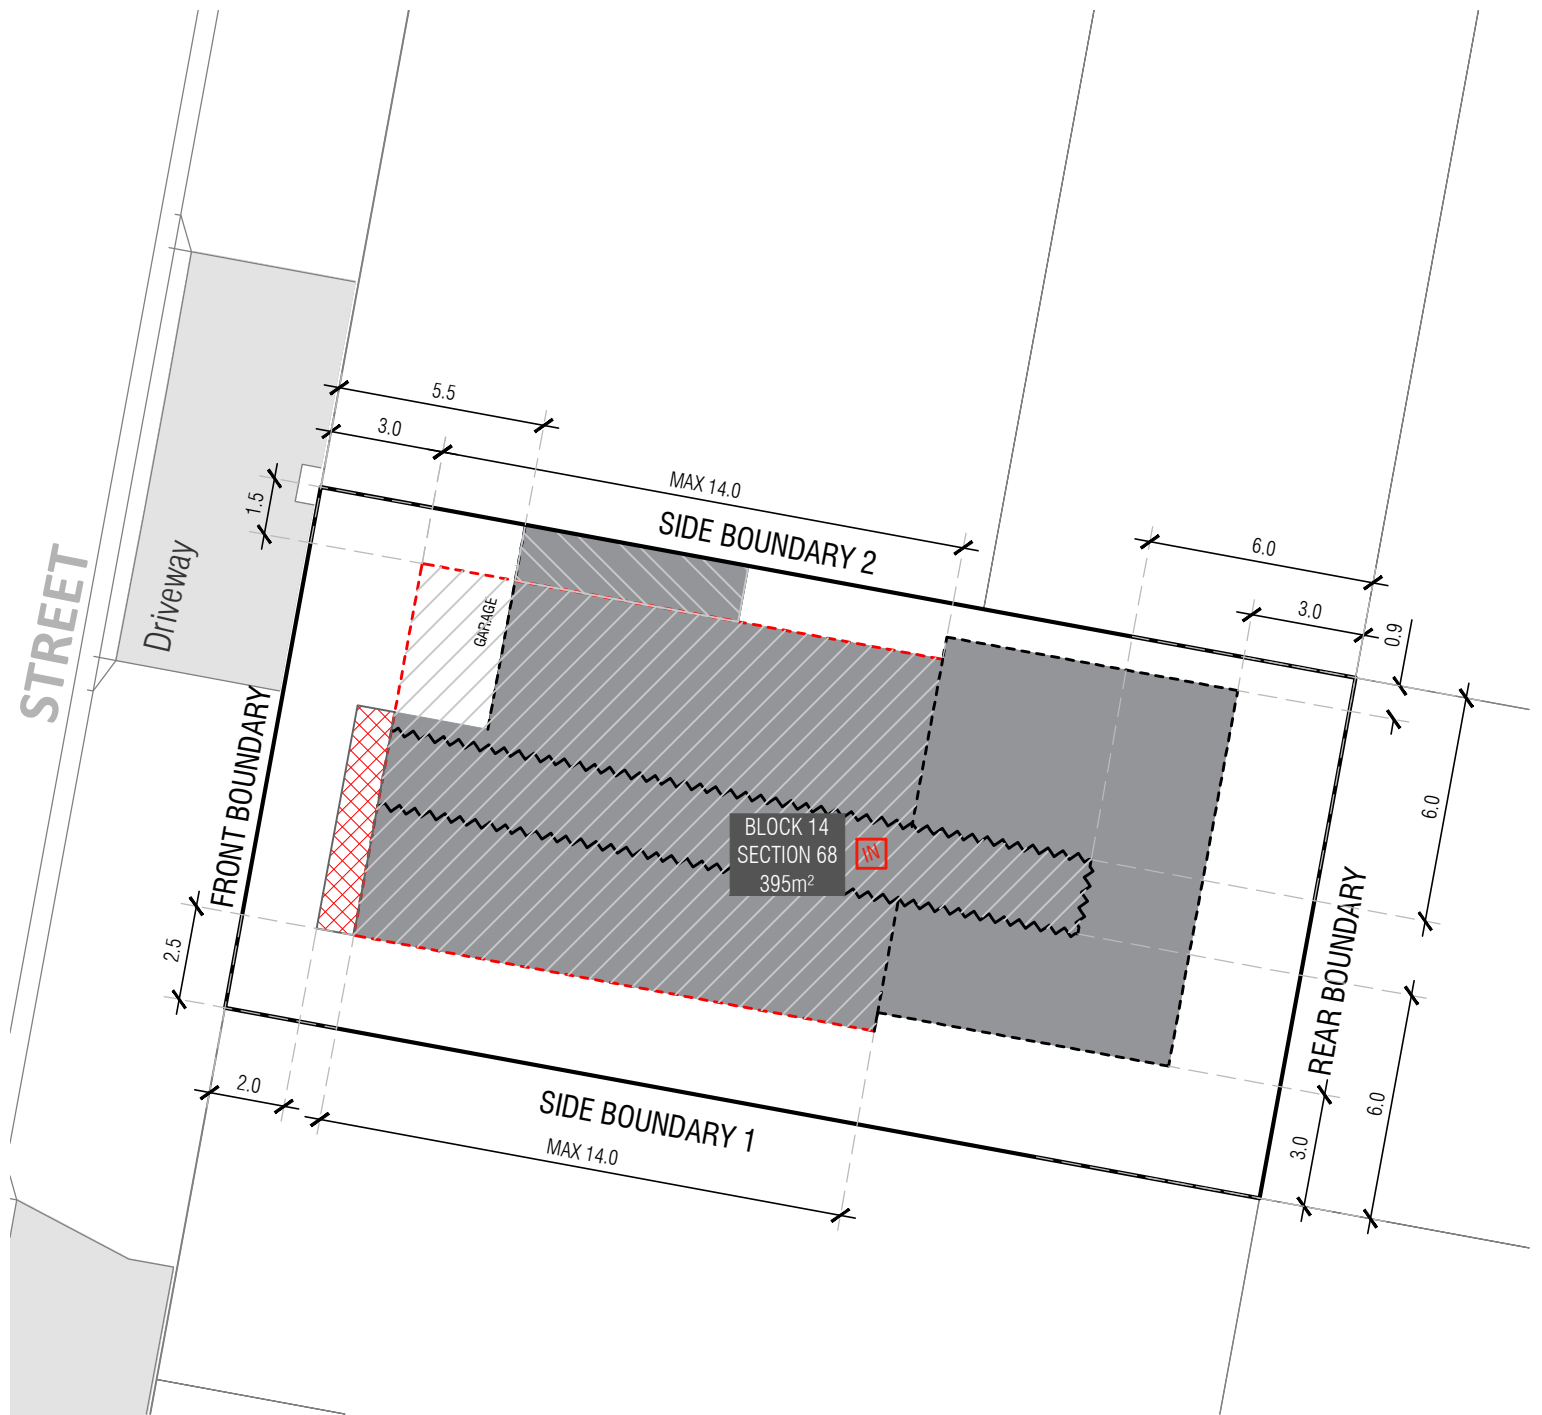 5.5
3.0
MAX 14.0
1.5
SIDE BOUNDARY 2
6.0
3.0
0.9
STREET
Driveway
GARAGE
FRONT BOUNDARY
BLOCK 14
SECTION 68
395m²
IN
6.0
REAR BOUNDARY
2.5
2.0
SIDE BOUNDARY 1
MAX 14.0
3.0
6.0